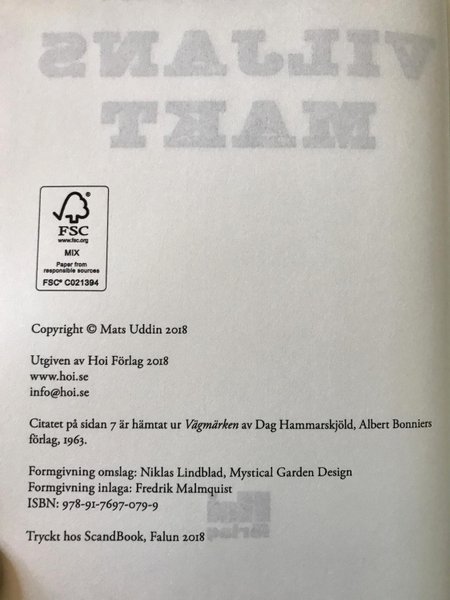 VILJANS
MAKT
FSC
www.fsc.org
MIX
Paper from
responsible sources
FSC® C021394
Copyright © Mats Uddin 2018
Utgiven av Hoi Förlag 2018
www.hoi.se
info@hoi.se
Citatet på sidan 7 är hämtat ur Vägmärken av Dag Hammarskjöld, Albert Bonniers
förlag, 1963.
Formgivning omslag: Niklas Lindblad, Mystical Garden Design
Formgivning inlaga: Fredrik Malmquist
ISBN: 978-91-7697-079-9
förlag
Tryckt hos ScandBook, Falun 2018